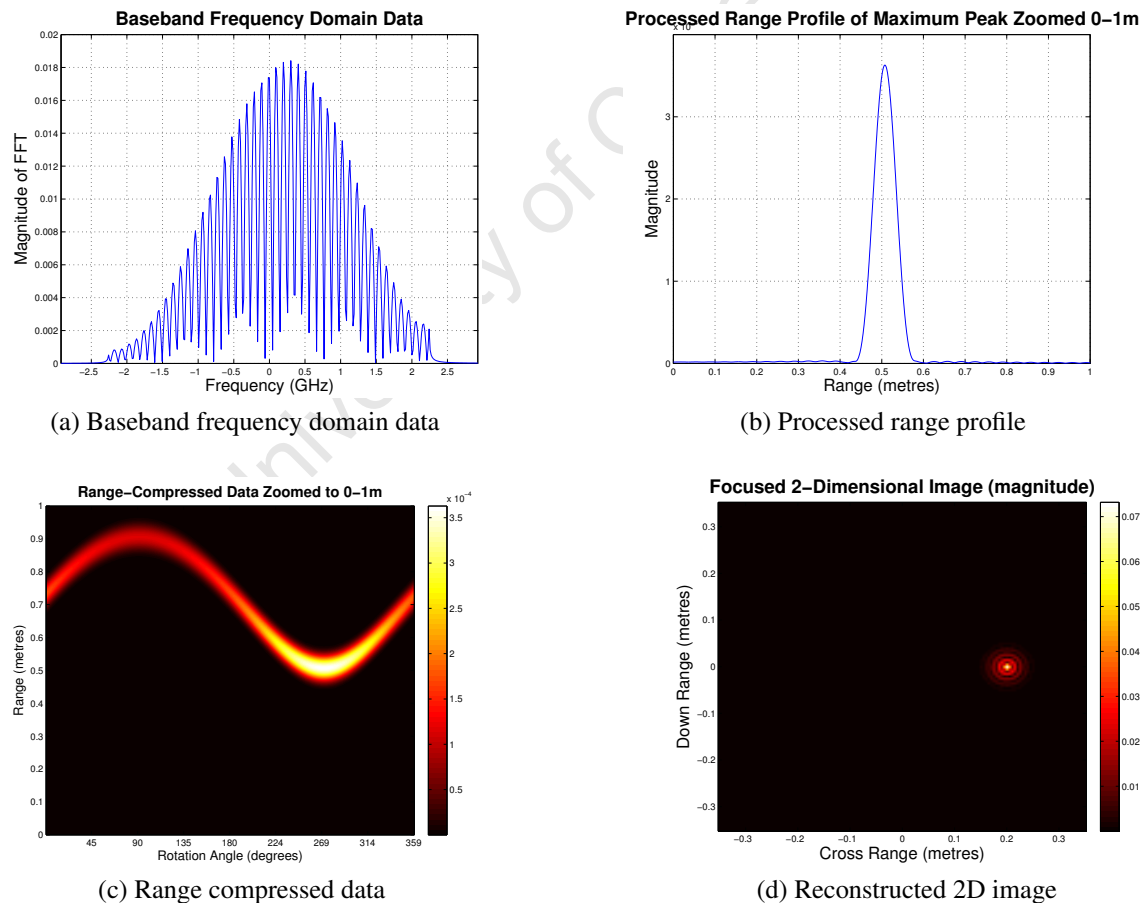 Baseband Frequency Domain Data
0.02
0.018
0.016
0.014
0.012
0.01
0.008
0.006
0.004
0.002
0
Magnitude of FFT
−2.5 −2 −1.5 −1 −0.5 0 0.5 1 1.5 2 2.5
Frequency (GHz)
(a) Baseband frequency domain data
Processed Range Profile of Maximum Peak Zoomed 0−1m
3
2
1
0
Magnitude
0 0.1 0.2 0.3 0.4 0.5 0.6 0.7 0.8 0.9 1
Range (metres)
(b) Processed range profile
Range−Compressed Data Zoomed to 0−1m
1
0.9
0.8
0.7
0.6
0.5
0.4
0.3
0.2
0.1
0
Range (metres)
45 90 135 180 224 269 314 359
Rotation Angle (degrees)
x 10⁻⁴
3.5
3
2.5
2
1.5
1
0.5
(c) Range compressed data
Focused 2−Dimensional Image (magnitude)
0.3
0.2
0.1
0
−0.1
−0.2
−0.3
Down Range (metres)
−0.3 −0.2 −0.1 0 0.1 0.2 0.3
Cross Range (metres)
0.07
0.06
0.05
0.04
0.03
0.02
0.01
(d) Reconstructed 2D image